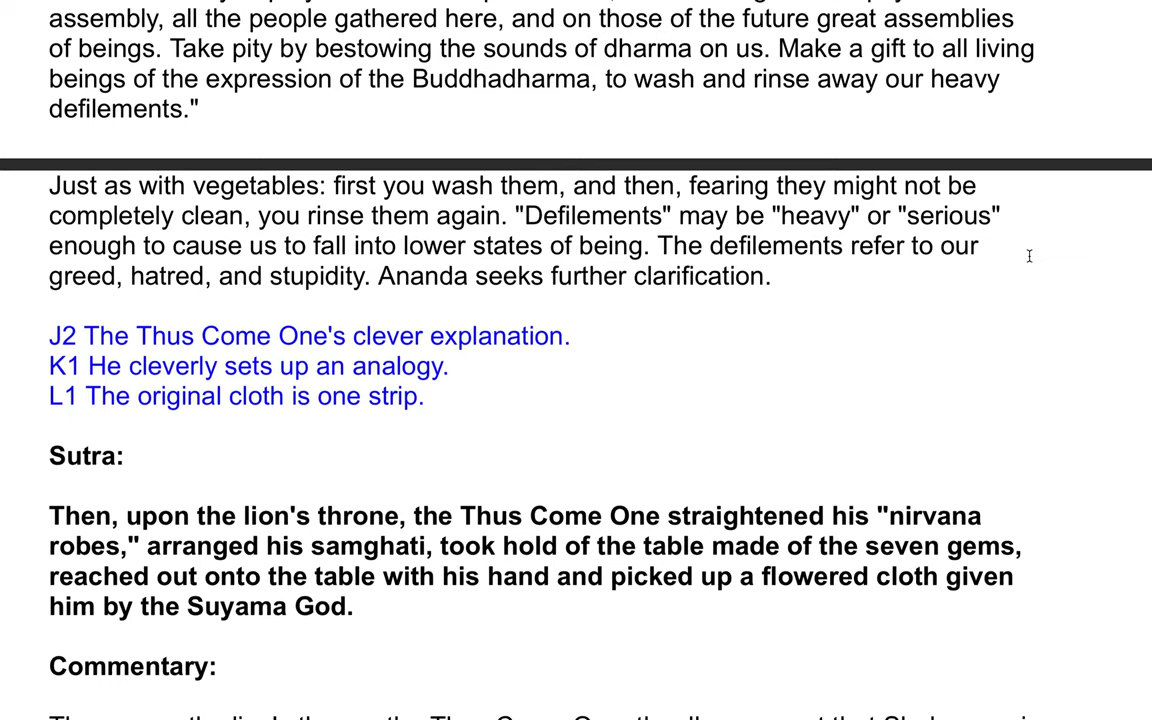 assembly, all the people gathered here, and on those of the future great assemblies
of beings. Take pity by bestowing the sounds of dharma on us. Make a gift to all living
beings of the expression of the Buddhadharma, to wash and rinse away our heavy
defilements."
Just as with vegetables: first you wash them, and then, fearing they might not be
completely clean, you rinse them again. "Defilements" may be "heavy" or "serious"
enough to cause us to fall into lower states of being. The defilements refer to our
greed, hatred, and stupidity. Ananda seeks further clarification.
J2 The Thus Come One's clever explanation.
K1 He cleverly sets up an analogy.
L1 The original cloth is one strip.
Sutra:
Then, upon the lion's throne, the Thus Come One straightened his "nirvana
robes," arranged his samghati, took hold of the table made of the seven gems,
reached out onto the table with his hand and picked up a flowered cloth given
him by the Suyama God.
Commentary: